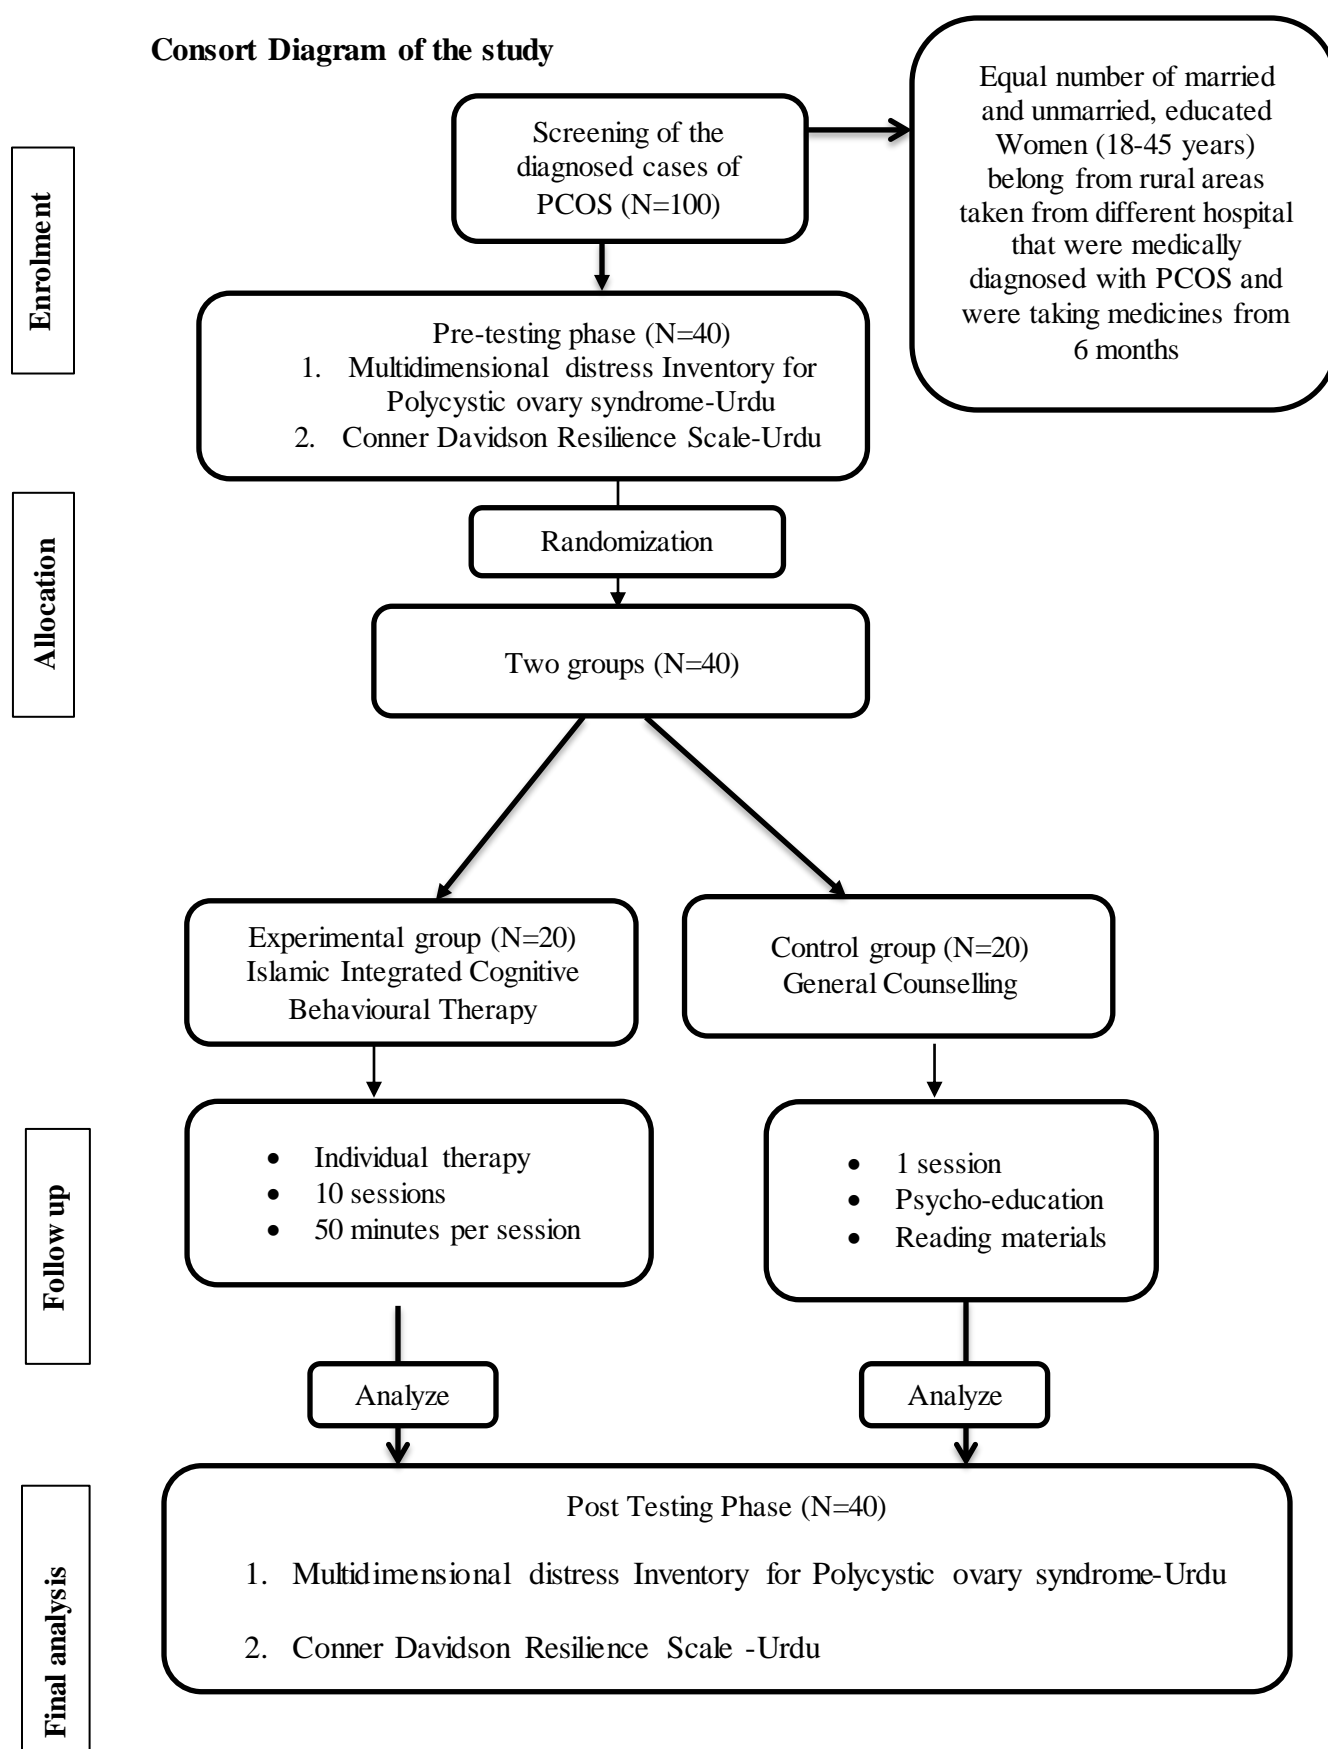 Consort Diagram of the study
Equal number of married
and unmarried, educated
Women (18-45 years)
belong from rural areas
taken from different hospital
that were medically
diagnosed with PCOS and
were taking medicines from
6 months
Enrolment
Screening of the
diagnosed cases of
PCOS (N=100)
Pre-testing phase (N=40)
1. Multidimensional distress Inventory for
Polycystic ovary syndrome-Urdu
2. Conner Davidson Resilience Scale-Urdu
Allocation
Randomization
Two groups (N=40)
Experimental group (N=20)
Islamic Integrated Cognitive
Behavioural Therapy
Control group (N=20)
General Counselling
Follow up
• Individual therapy
• 10 sessions
• 50 minutes per session
• 1 session
• Psycho-education
• Reading materials
Analyze
Analyze
Final analysis
Post Testing Phase (N=40)
1. Multidimensional distress Inventory for Polycystic ovary syndrome-Urdu
2. Conner Davidson Resilience Scale -Urdu